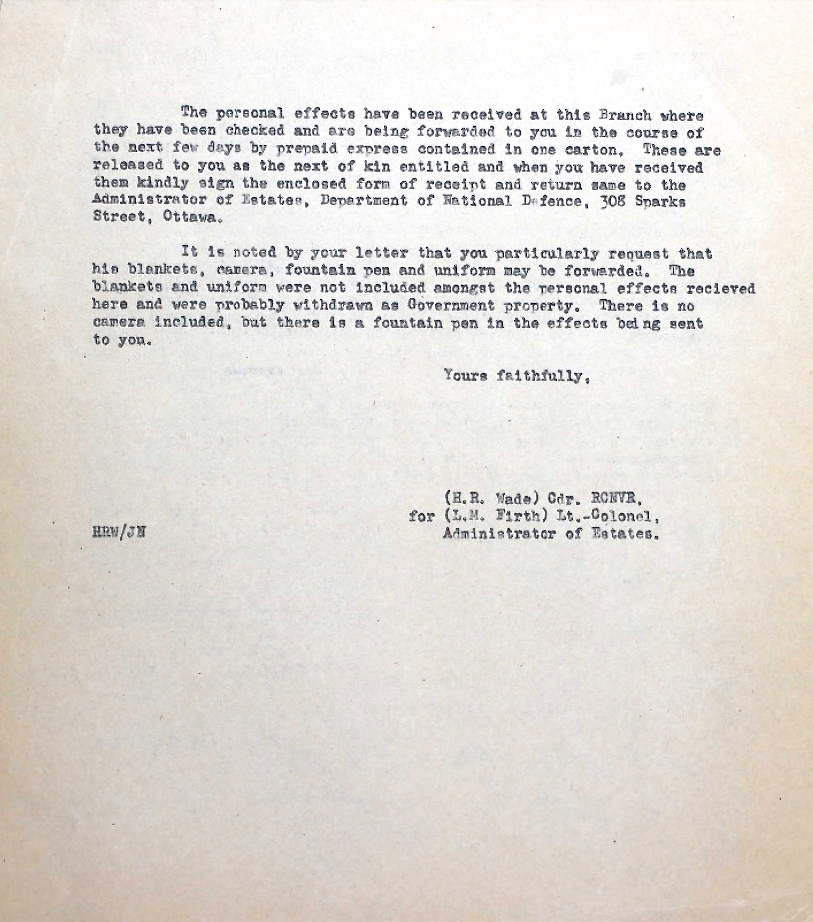 The personal effects have been received at this Branch where
they have been checked and are being forwarded to you in the course of
the next few days by prepaid express contained in one carton. These are
released to you as the next of kin entitled and when you have received
them kindly sign the enclosed form of receipt and return same to the
Administrator of Estates, Department of National Defence, 308 Sparks
Street, Ottawa.
It is noted by your letter that you particularly request that
his blankets, camera, fountain pen and uniform may be forwarded. The
blankets and uniform were not included amongst the personal effects recieved
here and were probably withdrawn as Government property. There is no
camera included, but there is a fountain pen in the effects being sent
to you.
Yours faithfully,
(H.R. Wade) Cdr. RCNVR,
for (L.M. Firth) Lt.-Colonel,
HRW/JN Administrator of Estates.